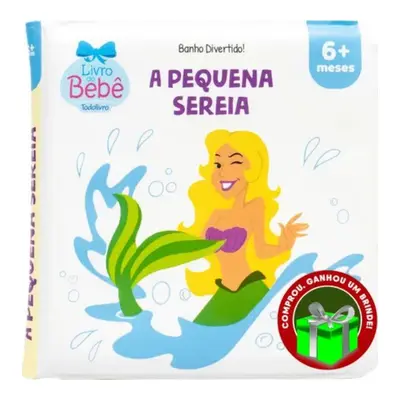 Banho Divertido!
6+
meses
Livro
do
Bebê
Todolivro
A PEQUENA
SEREIA
A PEQUENA SEREIA
COMPROU, GANHOU UM BRINDE!